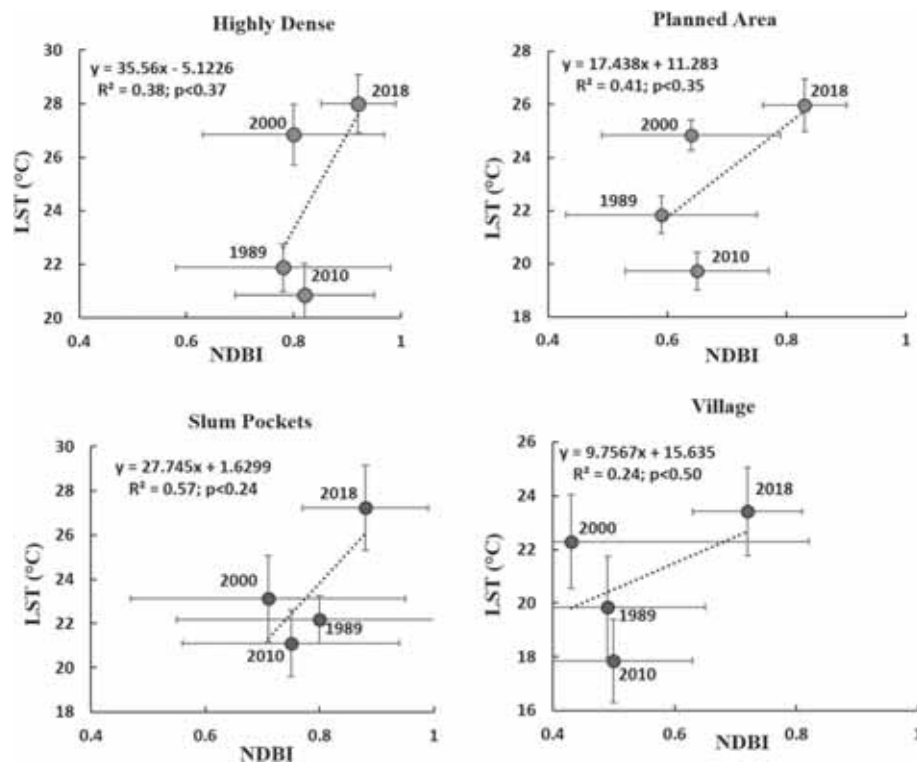 Highly Dense
30
28
26
24
22
20
0.4
0.6
0.8
1
LST (°C)
NDBI
y = 35.56x - 5.1226
R² = 0.38; p<0.37
2018
2000
1989
2010
Planned Area
28
26
24
22
20
18
0.4
0.6
0.8
1
LST (°C)
NDBI
y = 17.438x + 11.283
R² = 0.41; p<0.35
2018
2000
1989
2010
Slum Pockets
30
28
26
24
22
20
18
0.4
0.6
0.8
1
LST (°C)
NDBI
y = 27.745x + 1.6299
R² = 0.57; p<0.24
2018
2000
1989
2010
Village
26
24
22
20
18
16
0.4
0.6
0.8
1
LST (°C)
NDBI
y = 9.7567x + 15.635
R² = 0.24; p<0.50
2018
2000
1989
2010